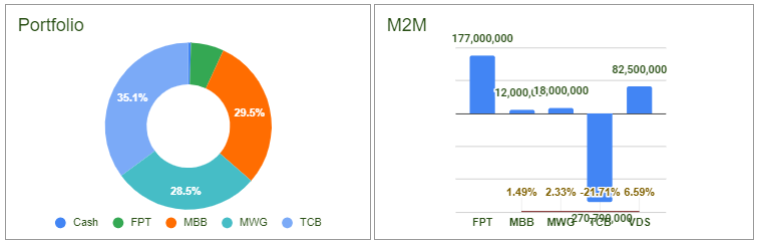 Portfolio
35.1%
29.5%
28.5%
Cash FPT MBB MWG TCB
M2M
177,000,000
82,500,000
18,000,000
1.49% 2.33% -21.71% 6.59%
FPT MBB MWG TCB VDS